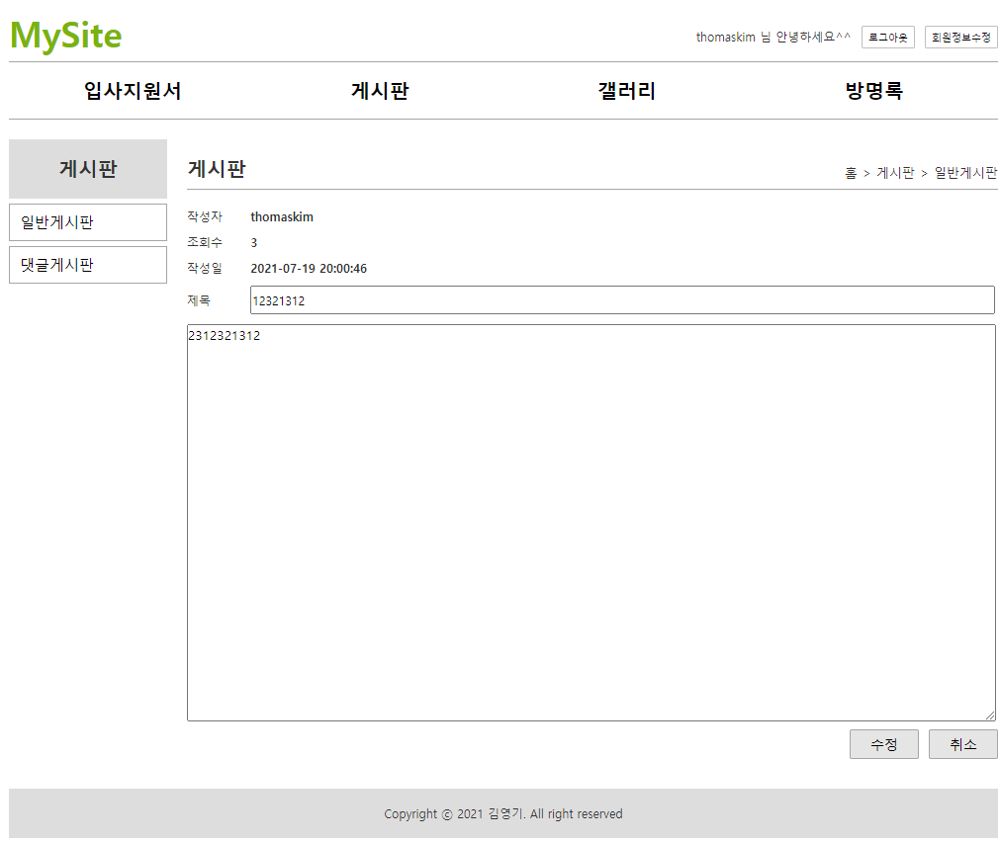 MySite
thomaskim 님 안녕하세요^^ 로그아웃 회원정보수정
입사지원서 게시판 갤러리 방명록
게시판
일반게시판
댓글게시판
게시판
홈 > 게시판 > 일반게시판
작성자 thomaskim
조회수 3
작성일 2021-07-19 20:00:46
제목 12321312
2312321312
수정 취소
Copyright ⓒ 2021 김영기. All right reserved